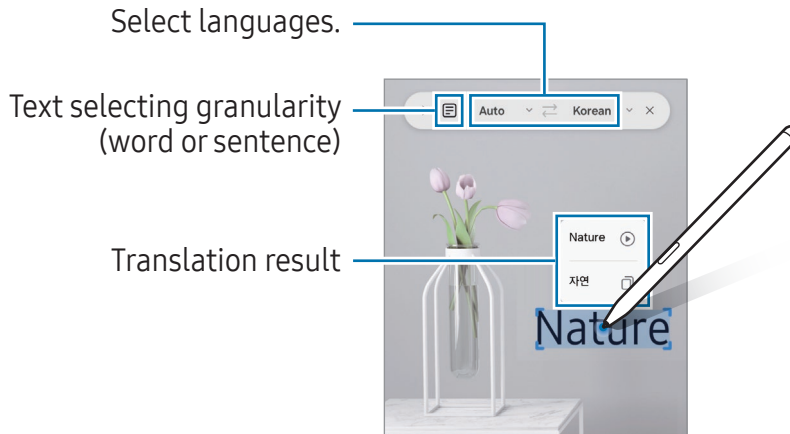 Select languages.
Text selecting granularity
(word or sentence)
Auto
Korean
Translation result
Nature
자연
Nature